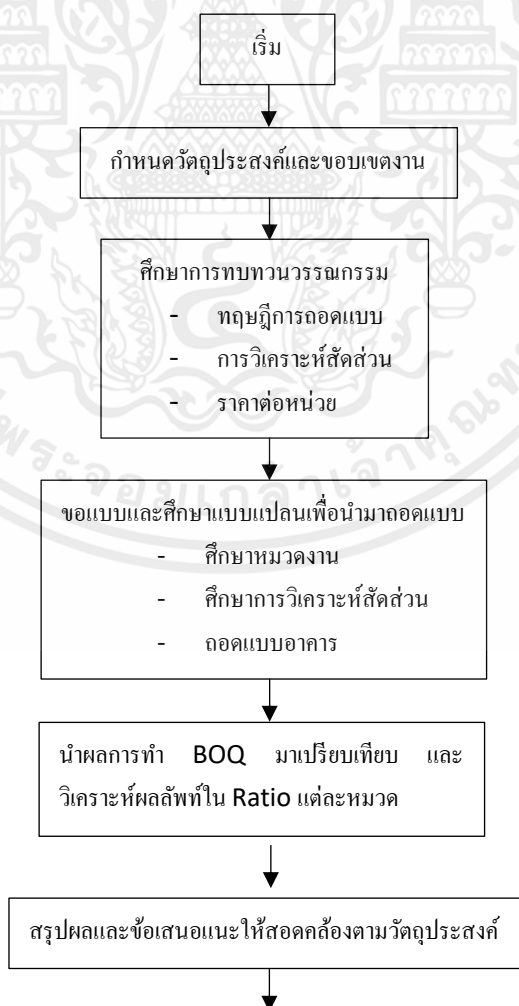 เริ่ม
กำหนดวัตถุประสงค์และขอบเขตงาน
ศึกษาการทบทวนวรรณกรรม
- ทฤษฎีการถอดแบบ
- การวิเคราะห์สัดส่วน
- ราคาต่อหน่วย
ขอแบบและศึกษาแบบแปลนเพื่อนำมาถอดแบบ
- ศึกษาหมวดงาน
- ศึกษาการวิเคราะห์สัดส่วน
- ถอดแบบอาคาร
นำผลการทำ BOQ มาเปรียบเทียบ และ
วิเคราะห์ผลลัพท์ใน Ratio แต่ละหมวด
สรุปผลและข้อเสนอแนะให้สอดคล้องตามวัตถุประสงค์